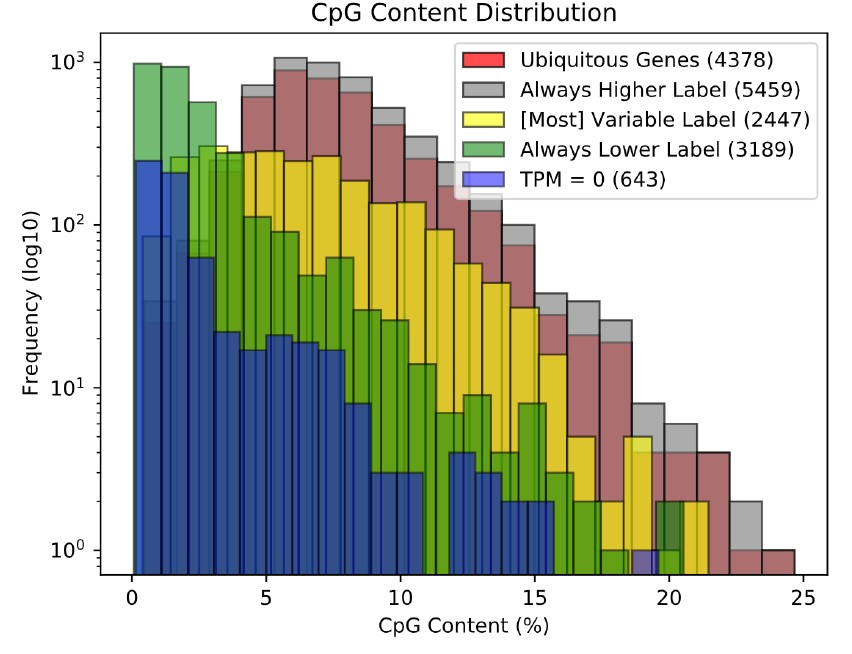 CpG Content Distribution
Ubiquitous Genes (4378)
Always Higher Label (5459)
[Most] Variable Label (2447)
Always Lower Label (3189)
TPM = 0 (643)
Frequency (log10)
10³
10²
10¹
10⁰
0 5 10 15 20 25
CpG Content (%)